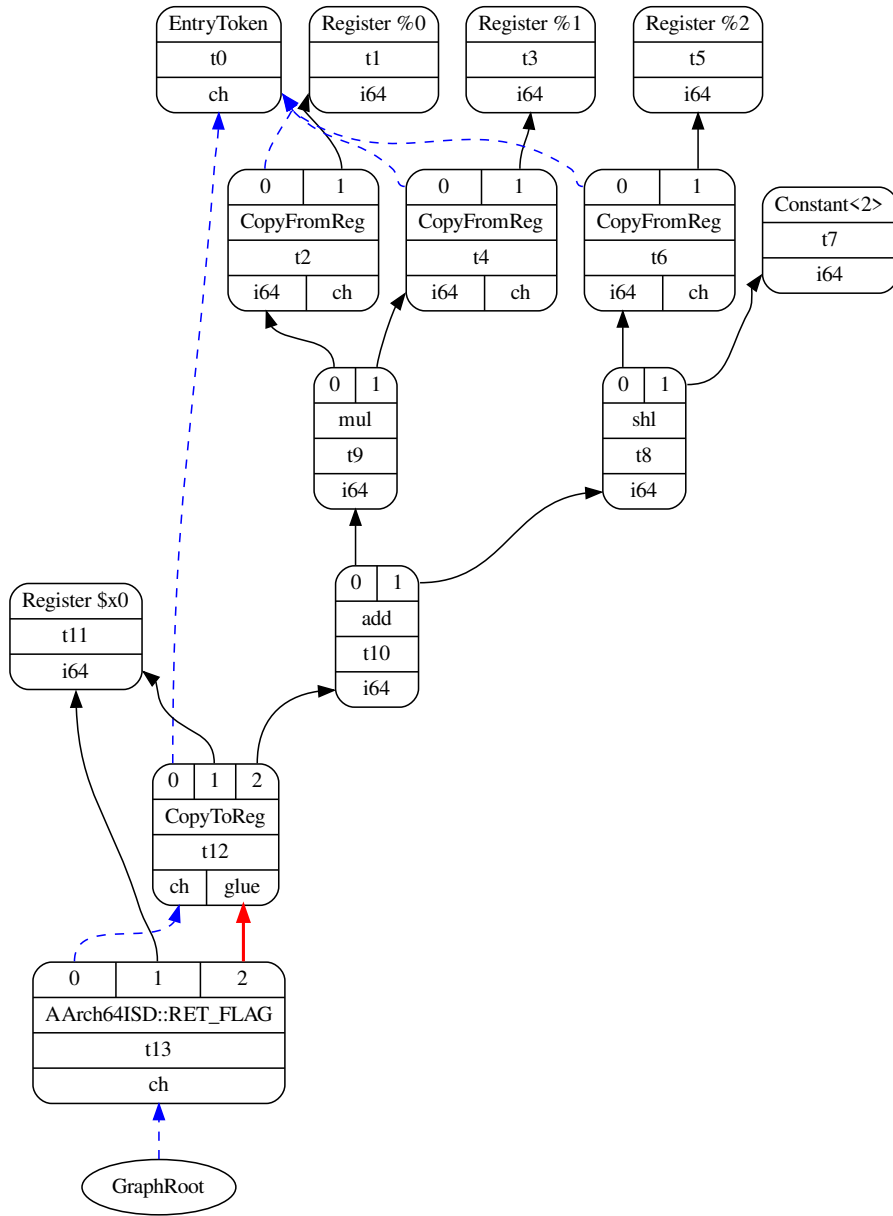 EntryToken
t0
ch
Register %0
t1
i64
Register %1
t3
i64
Register %2
t5
i64
0 1
CopyFromReg
t2
i64 ch
0 1
CopyFromReg
t4
i64 ch
0 1
CopyFromReg
t6
i64 ch
Constant<2>
t7
i64
0 1
mul
t9
i64
0 1
shl
t8
i64
0 1
add
t10
i64
Register $x0
t11
i64
0 1 2
CopyToReg
t12
ch glue
0 1 2
AArch64ISD::RET_FLAG
t13
ch
GraphRoot